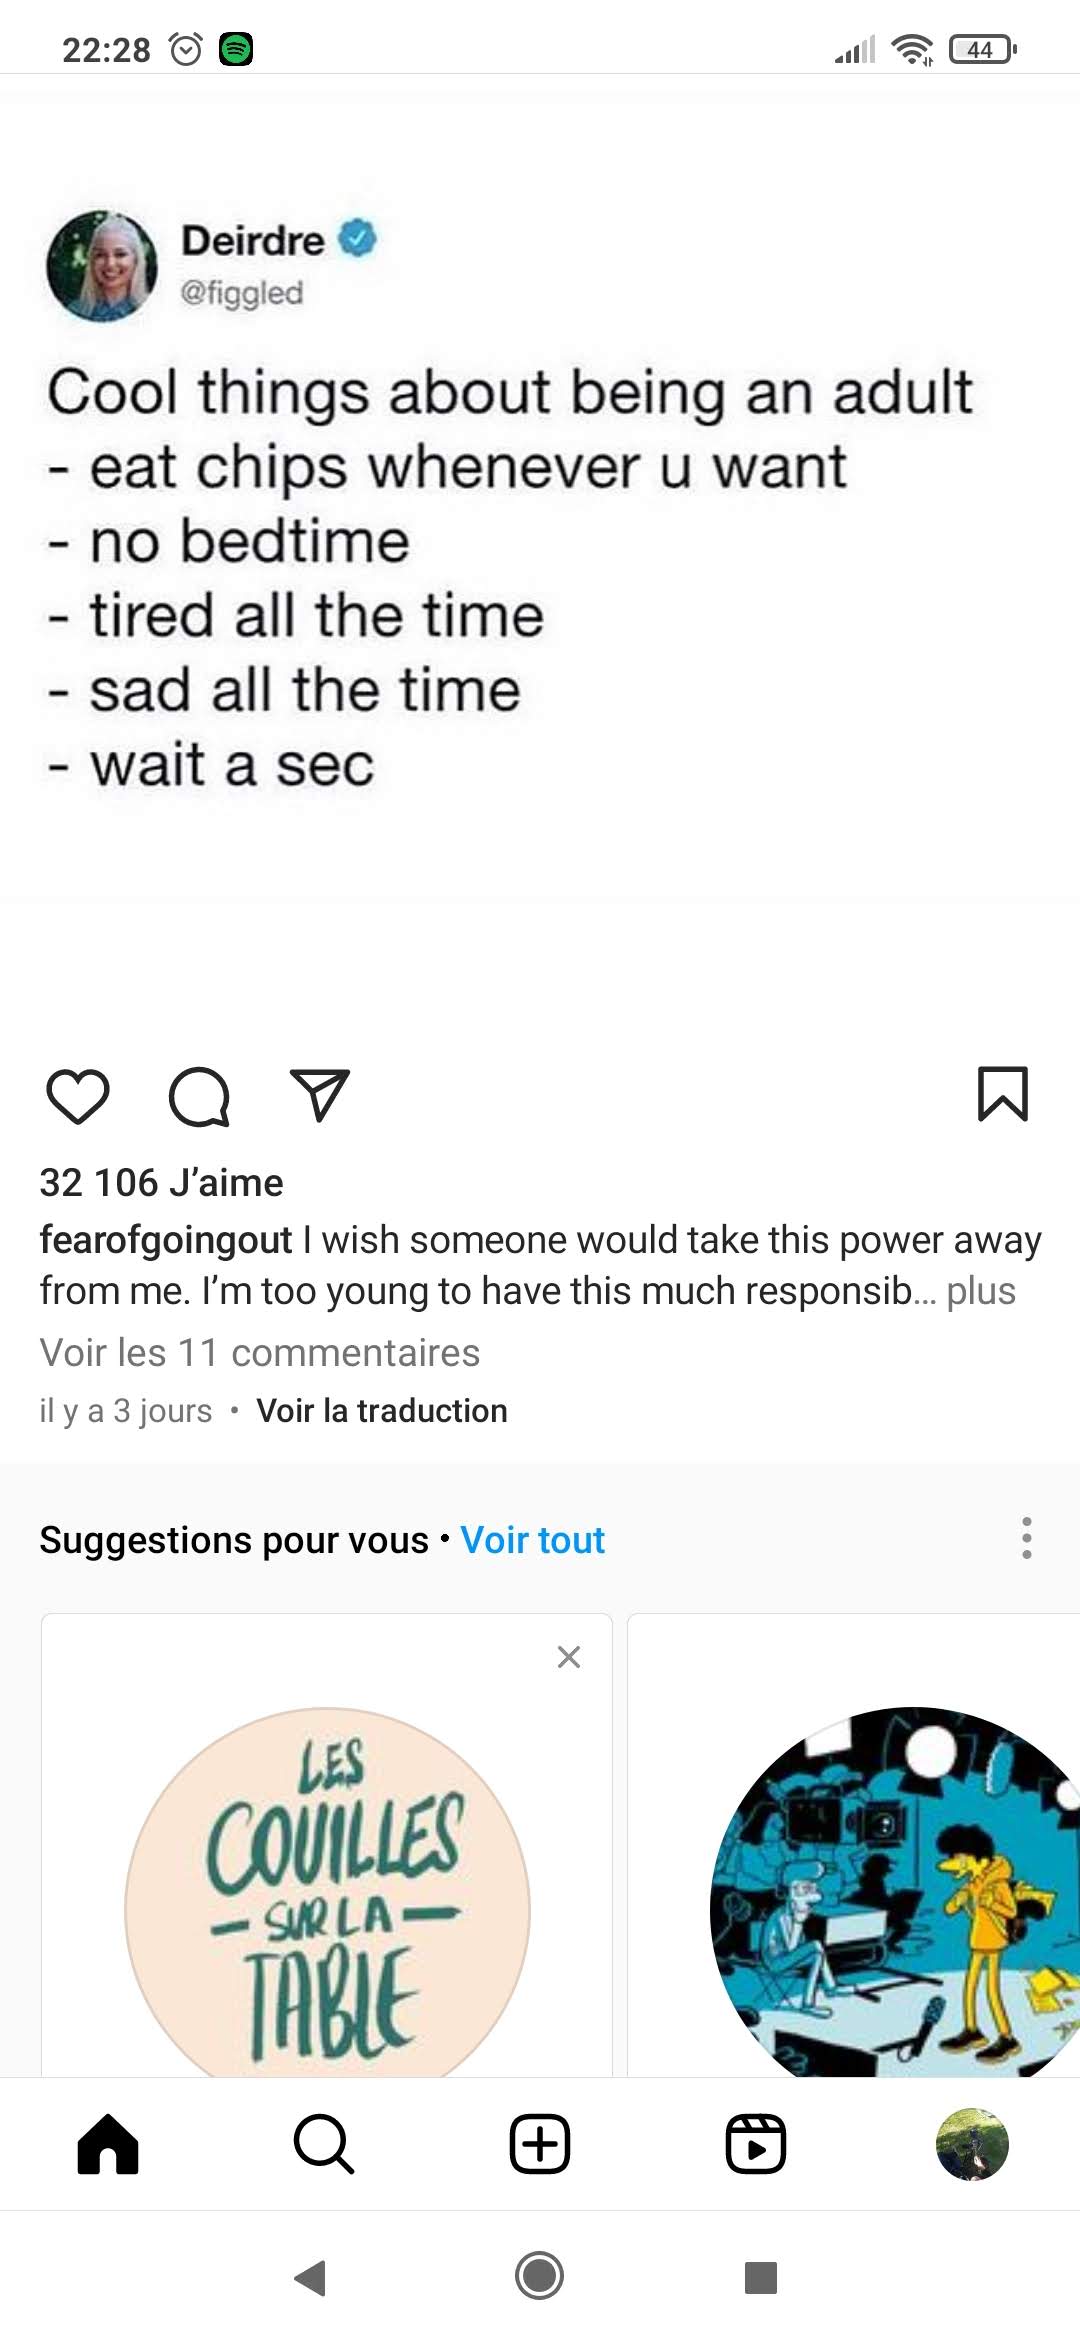 22:28
44
Deirdre
@figgled
Cool things about being an adult
- eat chips whenever u want
- no bedtime
- tired all the time
- sad all the time
- wait a sec
32 106 J’aime
fearofgoingout I wish someone would take this power away
from me. I’m too young to have this much responsib... plus
Voir les 11 commentaires
il y a 3 jours • Voir la traduction
Suggestions pour vous • Voir tout
LES
COUILLES
- SUR LA -
TABLE